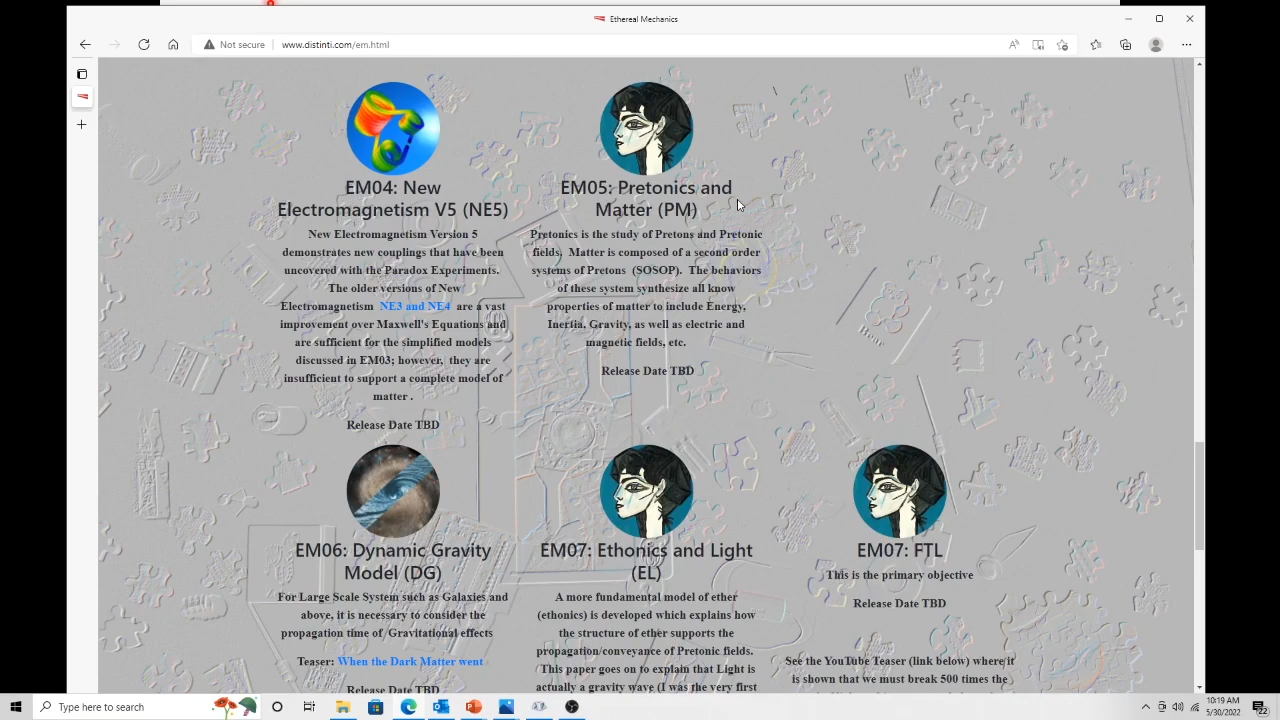 Ethereal Mechanics
Not secure
www.distinti.com/em.html
EM04: New
Electromagnetism V5 (NE5)
New Electromagnetism Version 5
demonstrates new couplings that have been
uncovered with the Paradox Experiments.
The older versions of New
Electromagnetism NE3 and NE4 are a vast
improvement over Maxwell's Equations and
are sufficient for the simplified models
discussed in EM03; however, they are
insufficient to support a complete model of
matter .
Release Date TBD
EM05: Pretonics and
Matter (PM)
Pretonics is the study of Pretons and Pretonic
fields. Matter is composed of a second order
systems of Pretons (SOSOP). The behaviors
of these system synthesize all know
properties of matter to include Energy,
Inertia, Gravity, as well as electric and
magnetic fields, etc.
Release Date TBD
EM06: Dynamic Gravity
Model (DG)
For Large Scale System such as Galaxies and
above, it is necessary to consider the
propagation time of Gravitational effects
Teaser: When the Dark Matter went
Release Date TBD
EM07: Ethonics and Light
(EL)
A more fundamental model of ether
(ethonics) is developed which explains how
the structure of ether supports the
propagation/conveyance of Pretonic fields.
This paper goes on to explain that Light is
actually a gravity wave (I was the very first
EM07: FTL
This is the primary objective
Release Date TBD
See the YouTube Teaser (link below) where it
is shown that we must break 500 times the
Type here to search
10:19 AM
5/30/2022
22